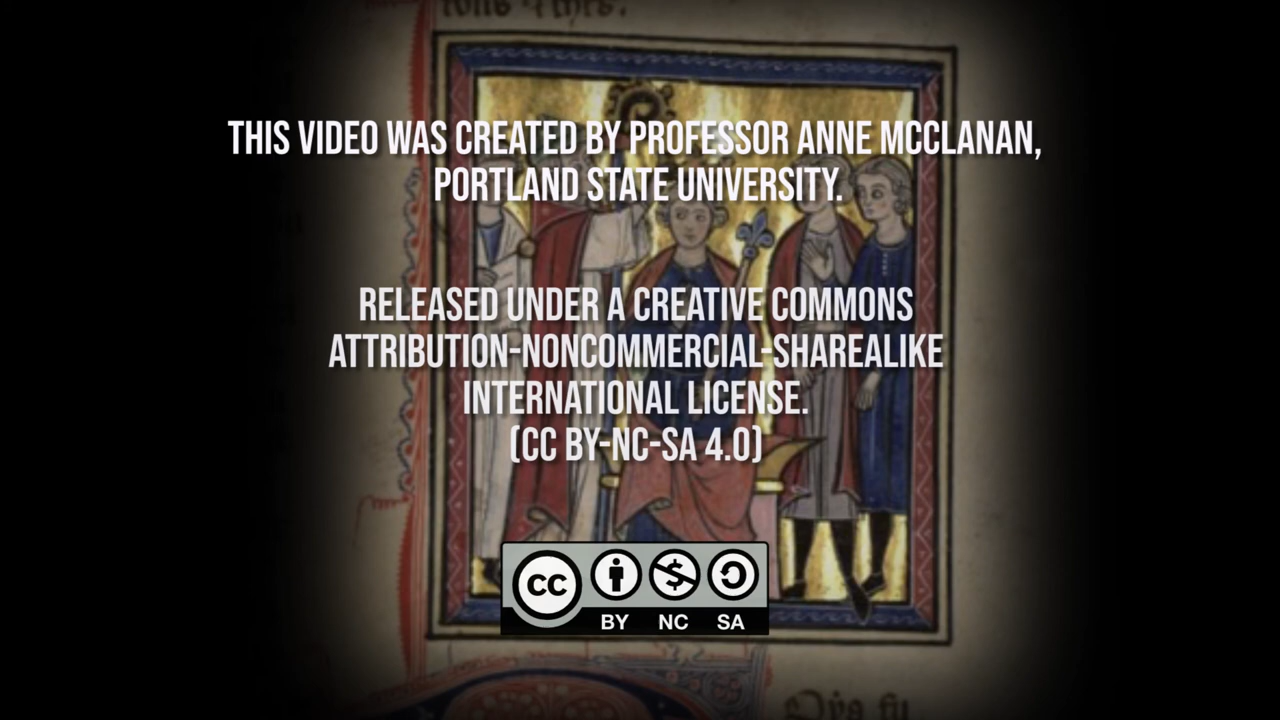 THIS VIDEO WAS CREATED BY PROFESSOR ANNE MCCLANAN,
PORTLAND STATE UNIVERSITY.
RELEASED UNDER A CREATIVE COMMONS
ATTRIBUTION-NONCOMMERCIAL-SHAREALIKE
INTERNATIONAL LICENSE.
(CC BY-NC-SA 4.0)
CC
BY NC SA